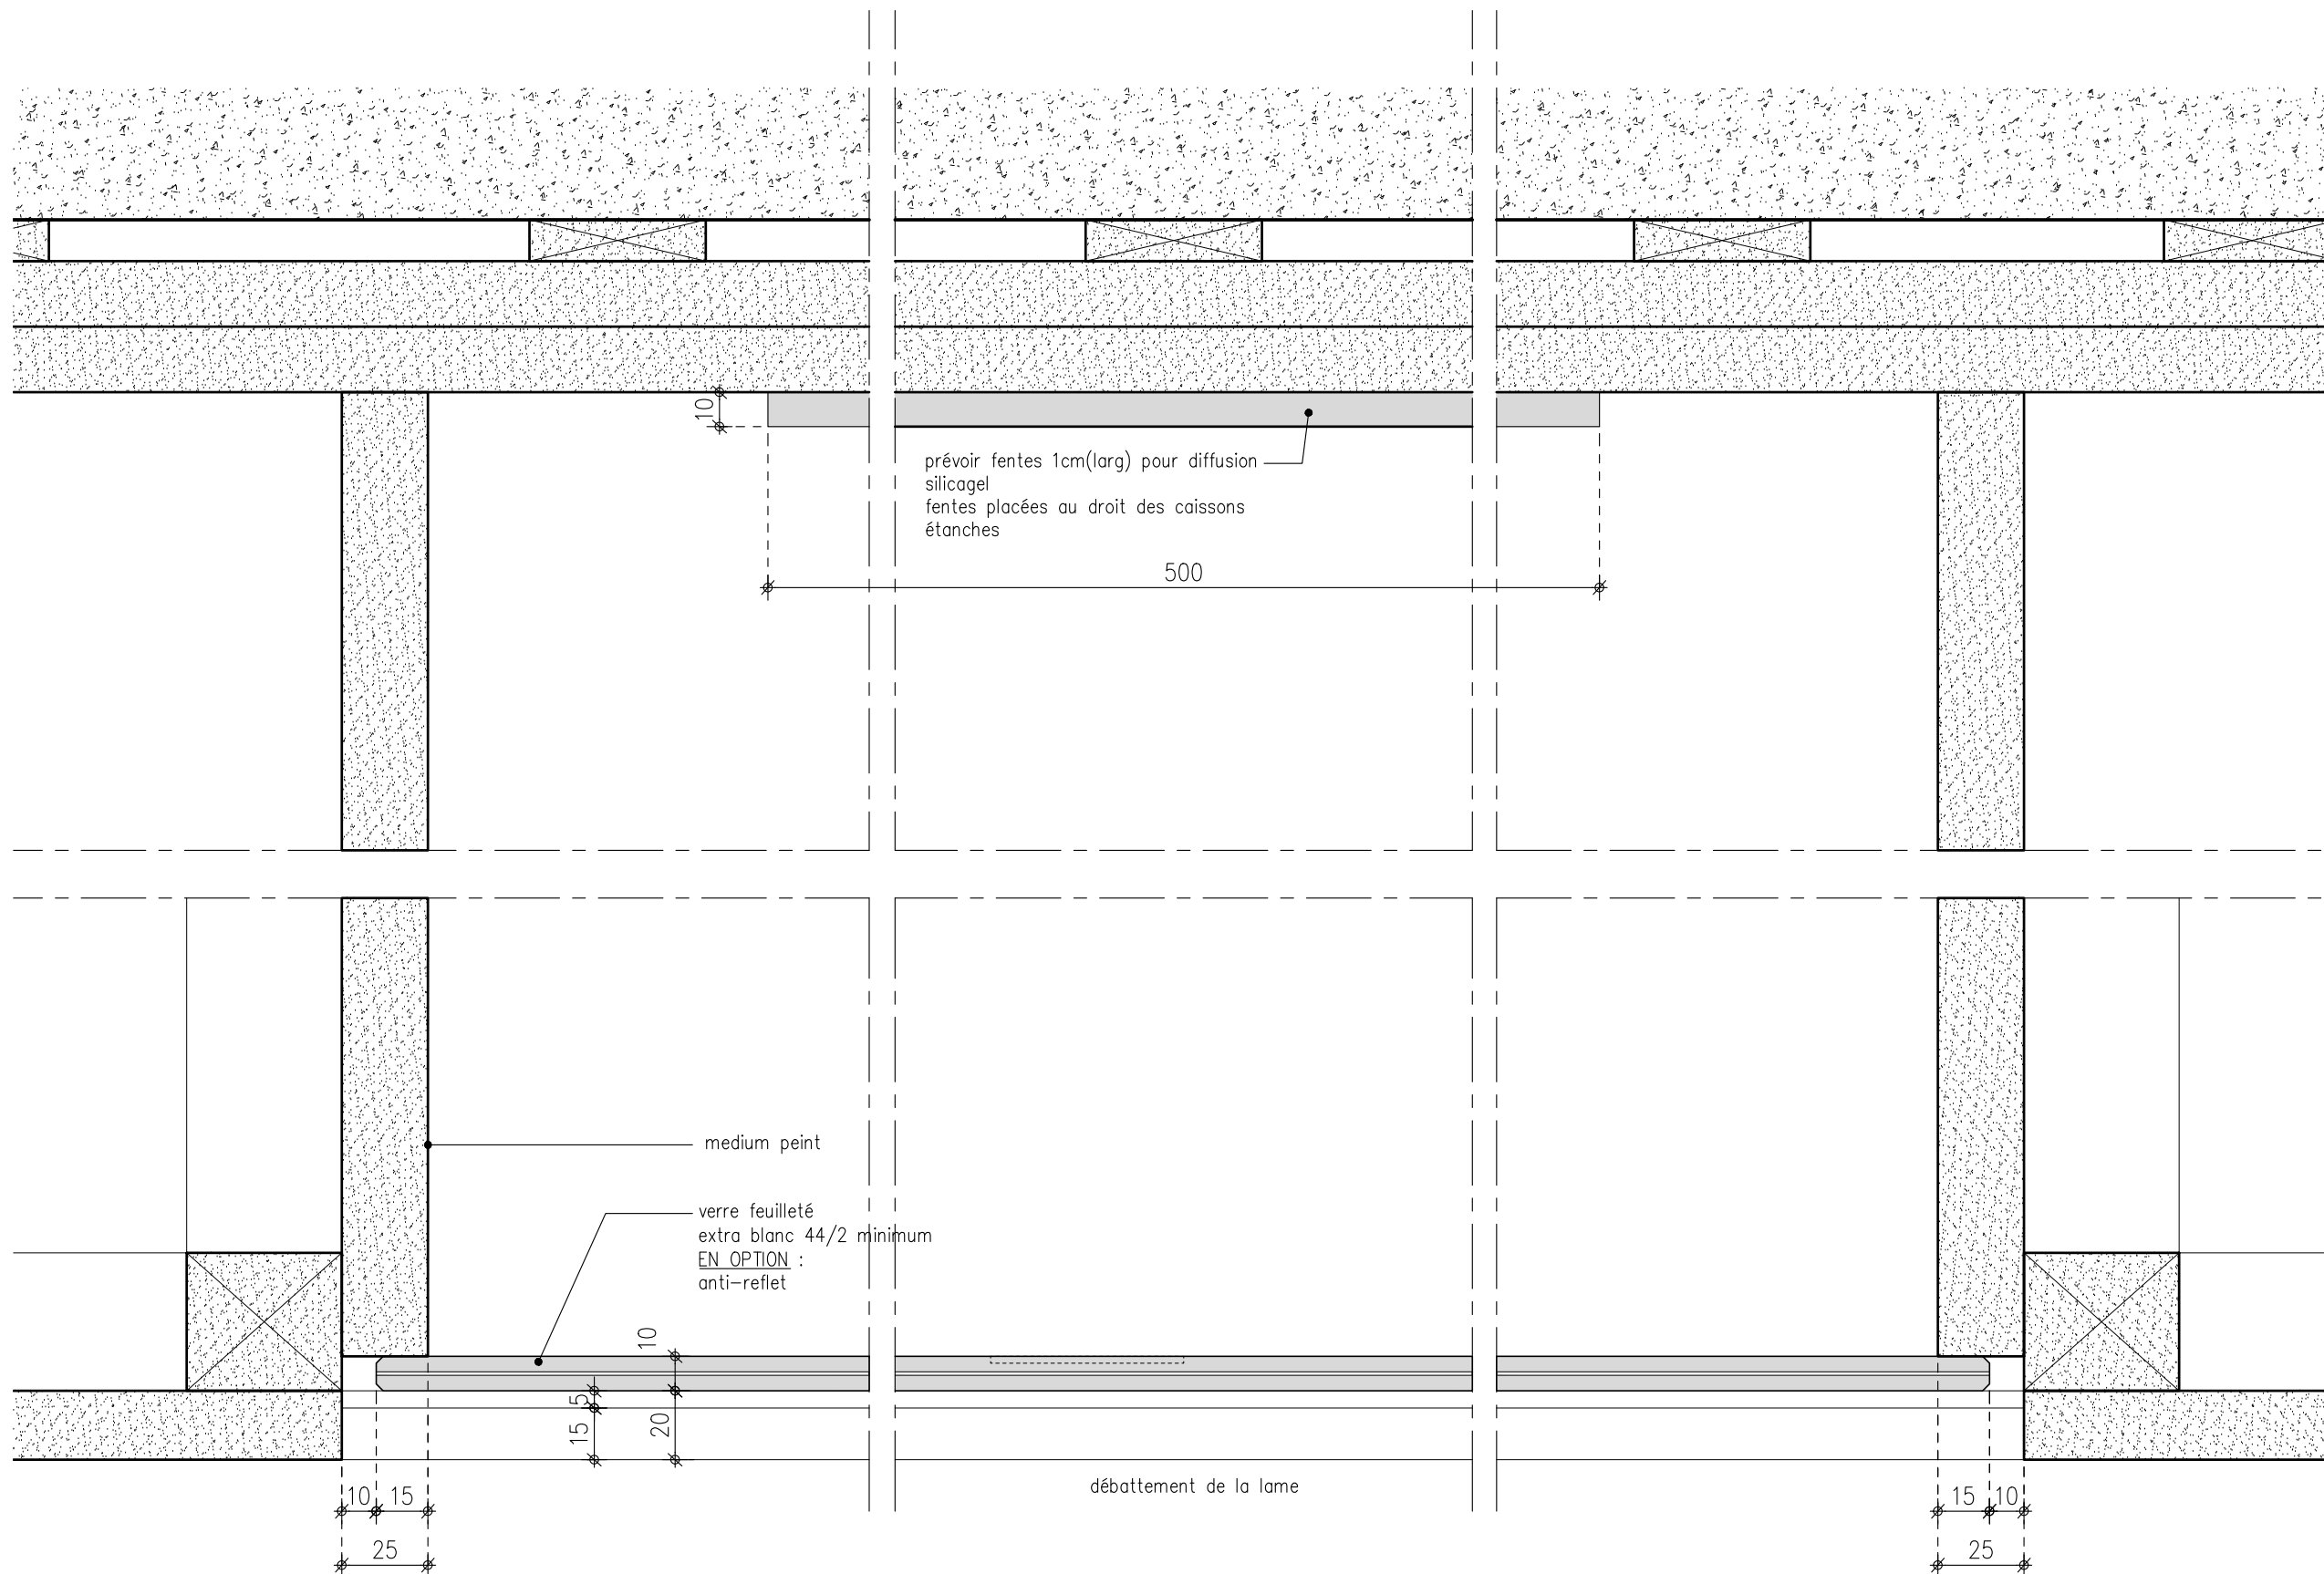 10
prévoir fentes 1cm(larg) pour diffusion
silicagel
fentes placées au droit des caissons
étanches
500
medium peint
verre feuilleté
extra blanc 44/2 minimum
EN OPTION :
anti-reflet
10
5
15
20
débattement de la lame
10 15
25
15 10
25